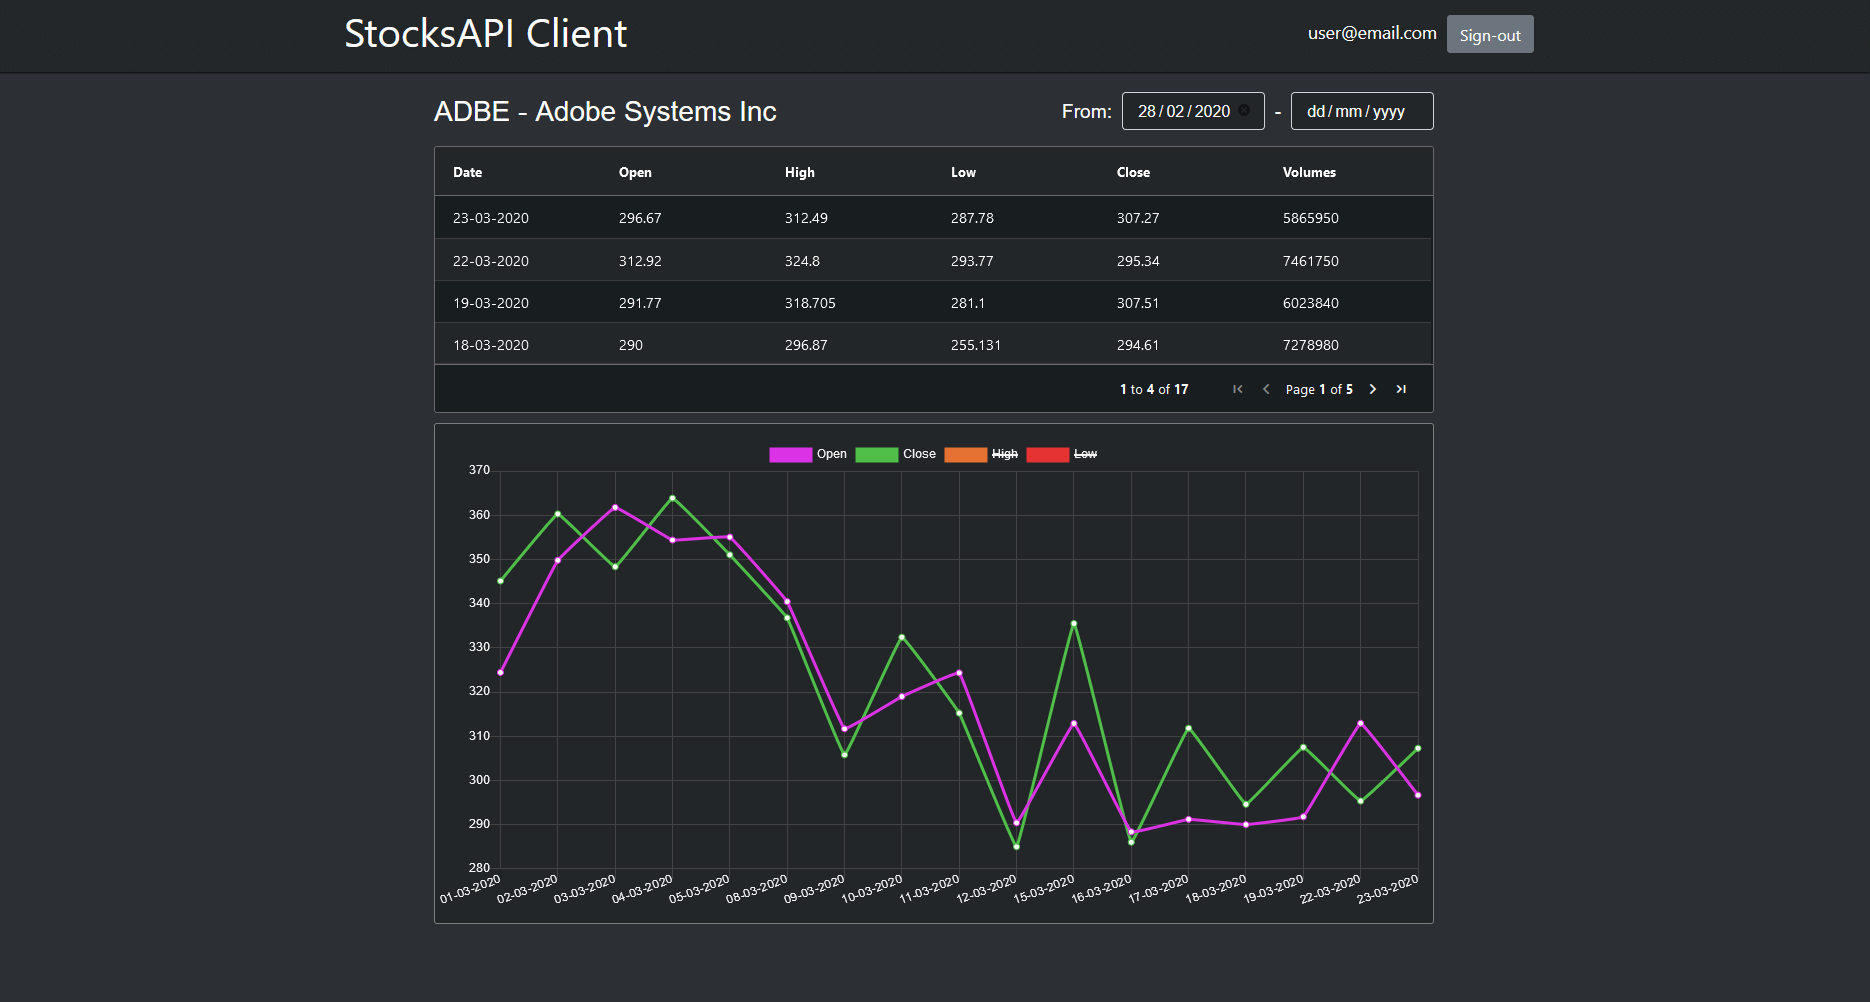 StocksAPI Client
user@email.com Sign-out
ADBE - Adobe Systems Inc
From: 28/02/2020 - dd/mm/yyyy
Date Open High Low Close Volumes
23-03-2020 296.67 312.49 287.78 307.27 5865950
22-03-2020 312.92 324.8 293.77 295.34 7461750
19-03-2020 291.77 318.705 281.1 307.51 6023840
18-03-2020 290 296.87 255.131 294.61 7278980
1 to 4 of 17 Page 1 of 5
Open Close High Low
370
360
350
340
330
320
310
300
290
280
01-03-2020 02-03-2020 03-03-2020 04-03-2020 05-03-2020 08-03-2020 09-03-2020 10-03-2020 11-03-2020 12-03-2020 15-03-2020 16-03-2020 17-03-2020 18-03-2020 19-03-2020 22-03-2020 23-03-2020